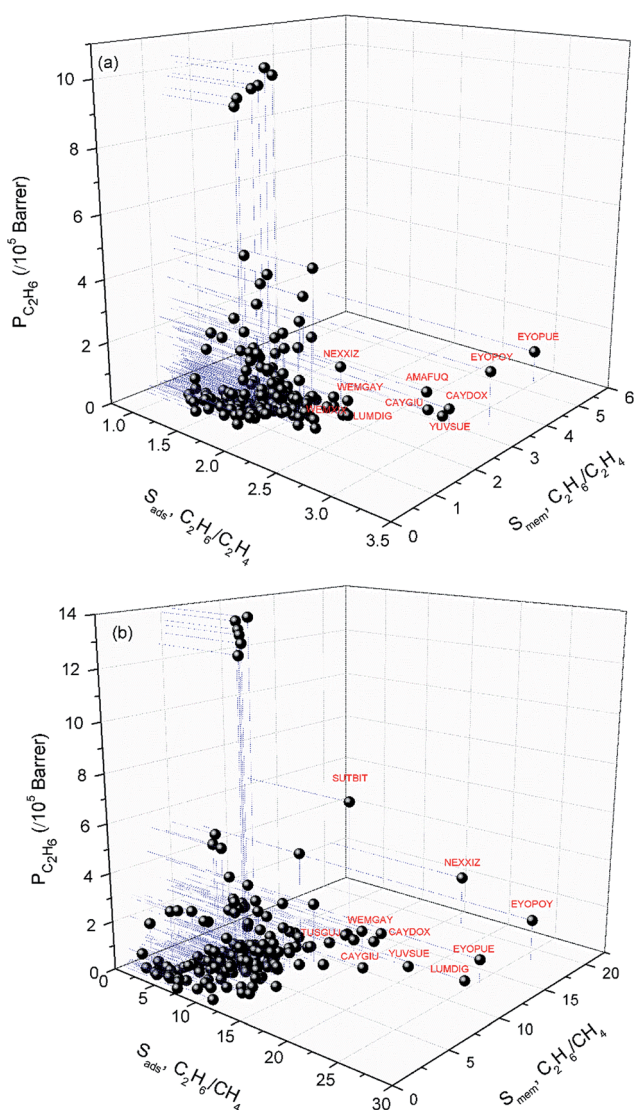 (a)
10
8
6
4
2
0
P C2H6 (/10^5 Barrer)
1.0
1.5
2.0
2.5
3.0
3.5
S ads, C2H6/C2H4
0
1
2
3
4
5
6
S mem, C2H6/C2H4
EYOPUE
EYOPOY
NEXXIZ
AMAFUQ
WEMGAY
CAYGIU
CAYDOX
LUMDIG
YUVSUE
(b)
14
12
10
8
6
4
2
0
P C2H6 (/10^5 Barrer)
5
10
15
20
25
30
S ads, C2H6/CH4
0
5
10
15
20
S mem, C2H6/CH4
SUTBIT
NEXXIZ
EYOPOY
WEMGAY
CAYDOX
CAYGIU
YUVSUE
EYOPUE
LUMDIG